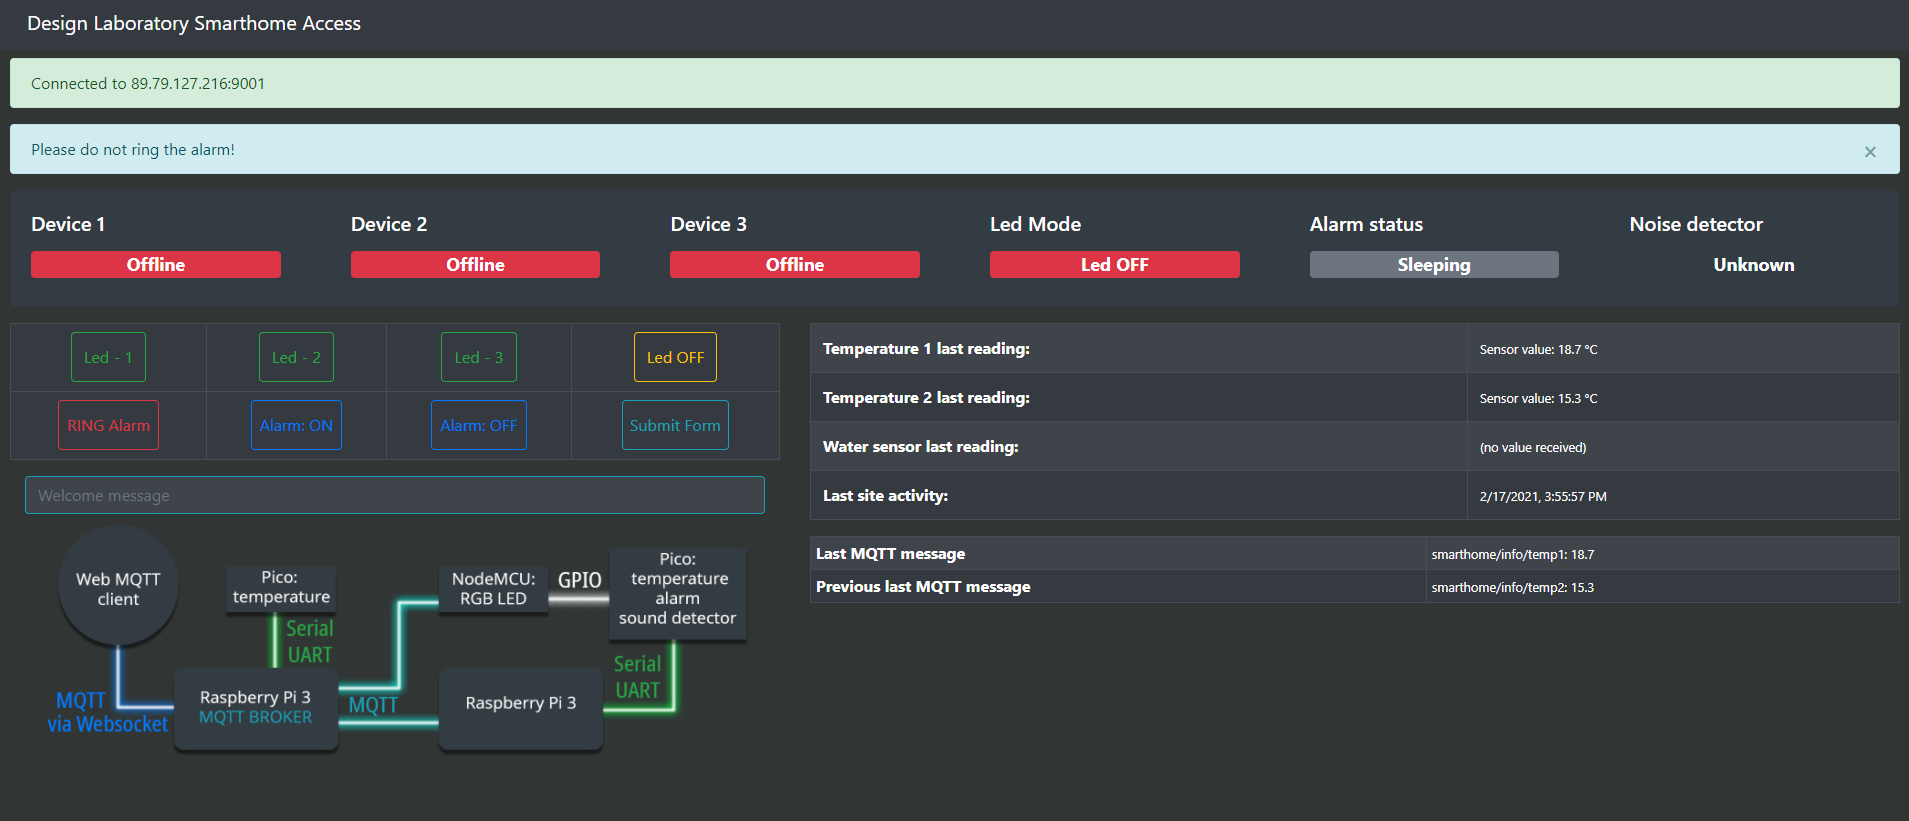 Design Laboratory Smarthome Access
Connected to 89.79.127.216:9001
Please do not ring the alarm!
×
Device 1
Device 2
Device 3
Led Mode
Alarm status
Noise detector
Offline
Offline
Offline
Led OFF
Sleeping
Unknown
Led - 1
Led - 2
Led - 3
Led OFF
RING Alarm
Alarm: ON
Alarm: OFF
Submit Form
Welcome message
Temperature 1 last reading:
Sensor value: 18.7 °C
Temperature 2 last reading:
Sensor value: 15.3 °C
Water sensor last reading:
(no value received)
Last site activity:
2/17/2021, 3:55:57 PM
Last MQTT message
smarthome/info/temp1: 18.7
Previous last MQTT message
smarthome/info/temp2: 15.3
Web MQTT
client
Pico:
temperature
NodeMCU:
RGB LED
GPIO
Pico:
temperature
alarm
sound detector
Serial
UART
Serial
UART
MQTT
via Websocket
Raspberry Pi 3
MQTT BROKER
MQTT
Raspberry Pi 3